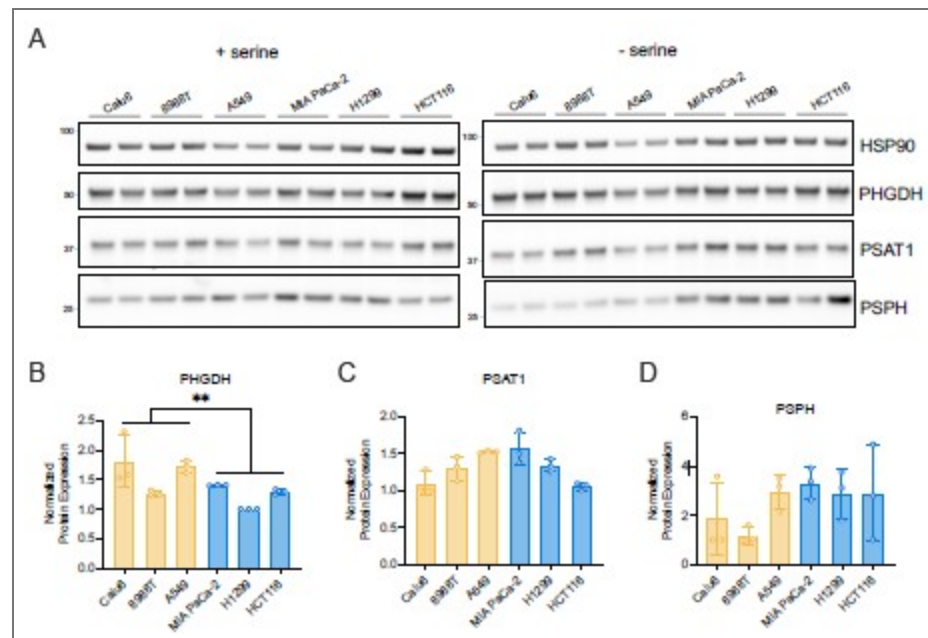 A
+ serine
- serine
Calu6 8988T A549 MIA PaCa-2 H1299 HCT116
Calu6 8988T A549 MIA PaCa-2 H1299 HCT116
100
100
HSP90
50
PHGDH
37
37
PSAT1
25
25
PSPH
B
PHGDH
**
Normalized
Protein Expression
2.5
2.0
1.5
1.0
0.5
0.0
Calu6 8988T A549 MIA PaCa-2 H1299 HCT116
C
PSAT1
Normalized
Protein Expression
2.0
1.5
1.0
0.5
0.0
Calu6 8988T A549 MIA PaCa-2 H1299 HCT116
D
PSPH
Normalized
Protein Expression
6
4
2
0
Calu6 8988T A549 MIA PaCa-2 H1299 HCT116